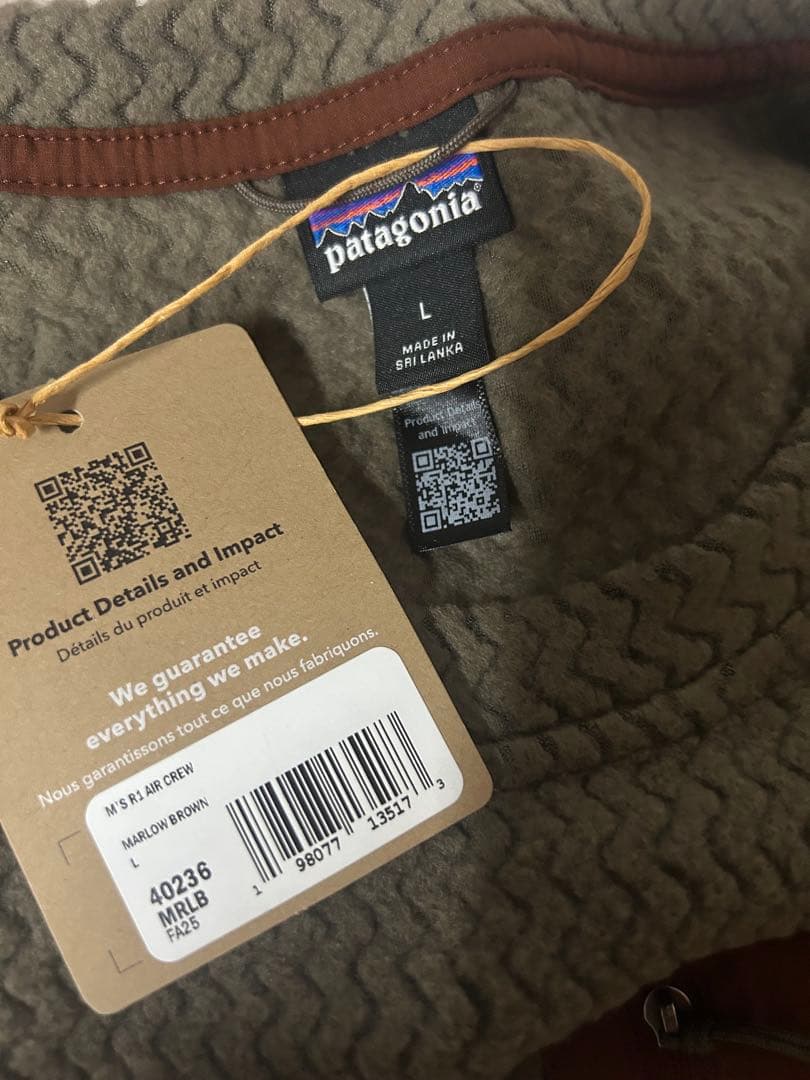 patagonia®
L
MADE IN
SRI LANKA
Product Details
and Impact
Product Details and Impact
Détails du produit et impact
We guarantee
everything we make.
Nous garantissons tout ce que nous fabriquons.
M'S R1 AIR CREW
MARLOW BROWN
L
40236
MRLB
FA25
1 98077 13517 3